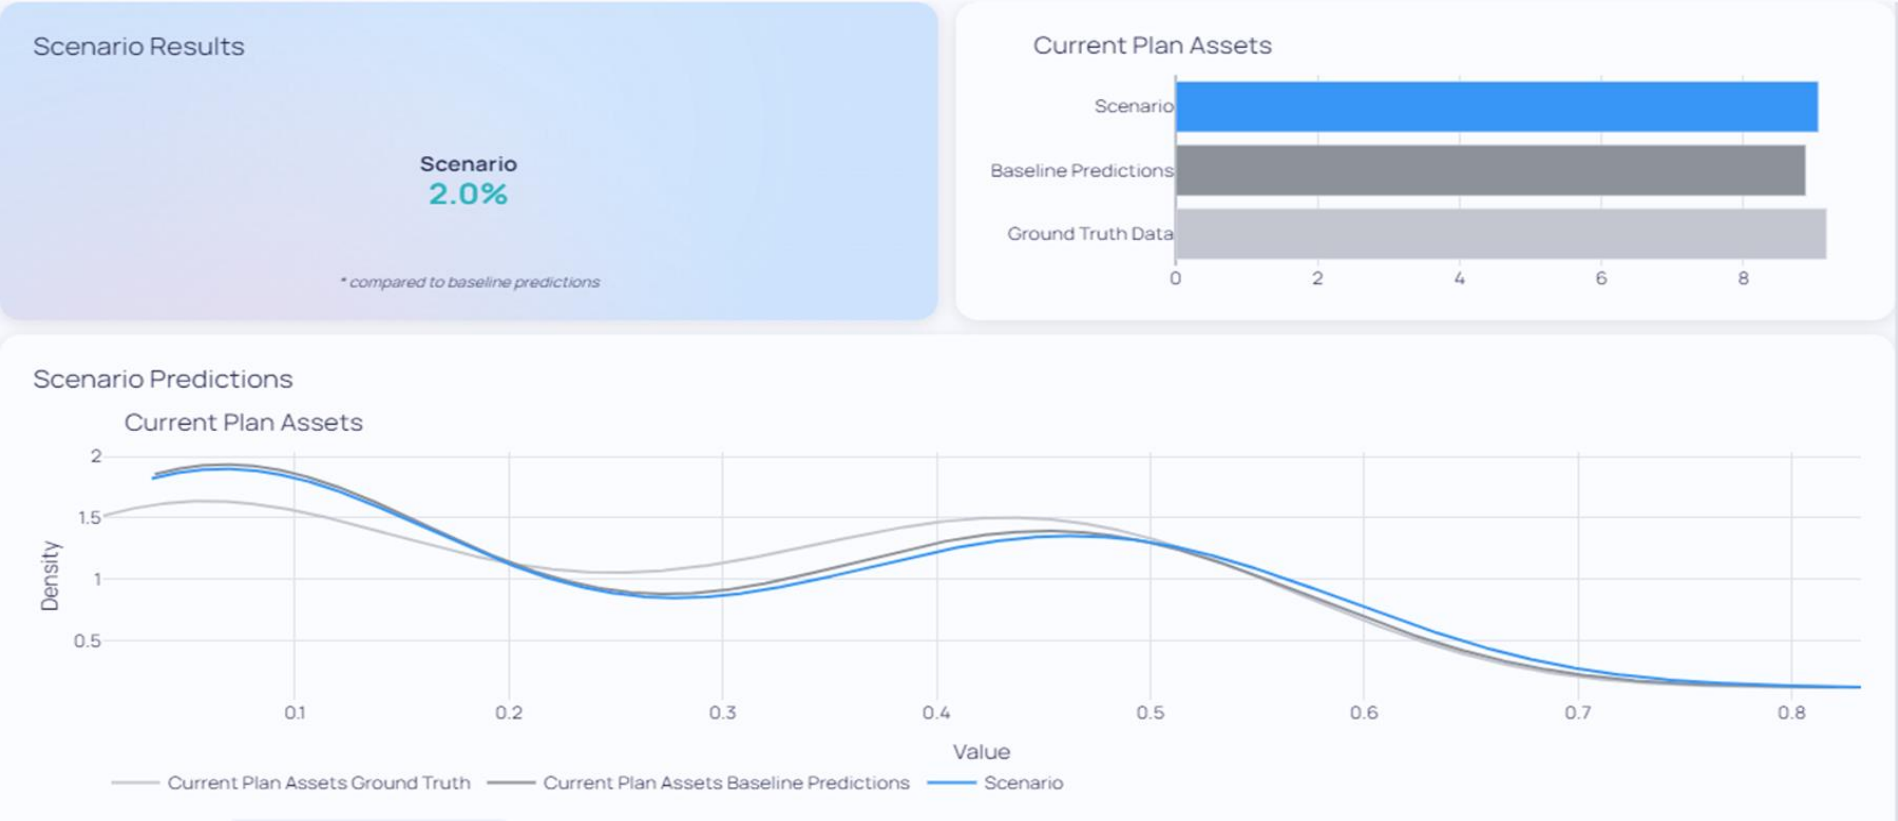 Scenario Results
Scenario
2.0%
* compared to baseline predictions
Current Plan Assets
Scenario
Baseline Predictions
Ground Truth Data
0 2 4 6 8
Scenario Predictions
Current Plan Assets
2
1.5
1
0.5
Density
0.1 0.2 0.3 0.4 0.5 0.6 0.7 0.8
Value
Current Plan Assets Ground Truth Current Plan Assets Baseline Predictions Scenario